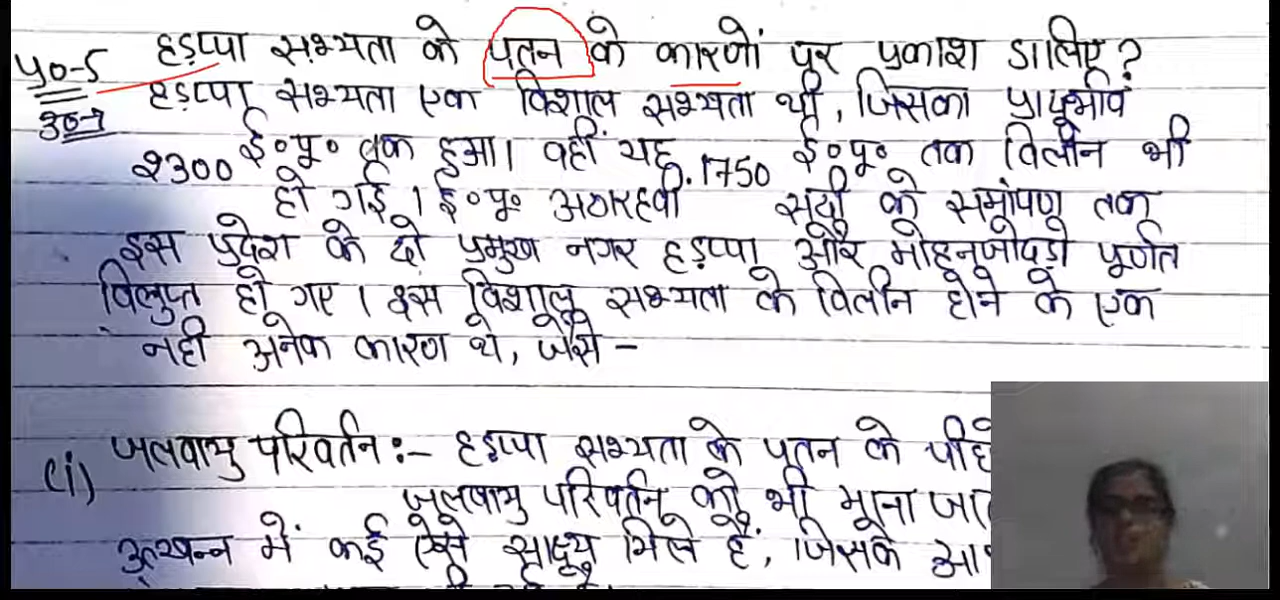 प्र०-5 हड़प्पा सभ्यता के पतन के कारणों पर प्रकाश डालिए?
उ०→ हड़प्पा सभ्यता एक विशाल सभ्यता थी, जिसका प्रादुर्भाव
2300 ई०पू० तक हुआ। वहीं यह 1750 ई०पू० तक विलीन भी
हो गई। ई०पू० अठारहवी सदी के समापण तक
इस प्रदेश के दो प्रमुख नगर हड़प्पा और मोहनजोदड़ो पूर्णत
विलुप्त हो गए। इस विशाल सभ्यता के विलीन होने के एक
नही अनेक कारण थे, जैसे –
(i) जलवायु परिवर्तन :– हड़प्पा सभ्यता के पतन के पीछे
जलवायु परिवर्तन को भी माना
उत्खन्न में कई ऐसे साक्ष्य मिले हैं, जिसके